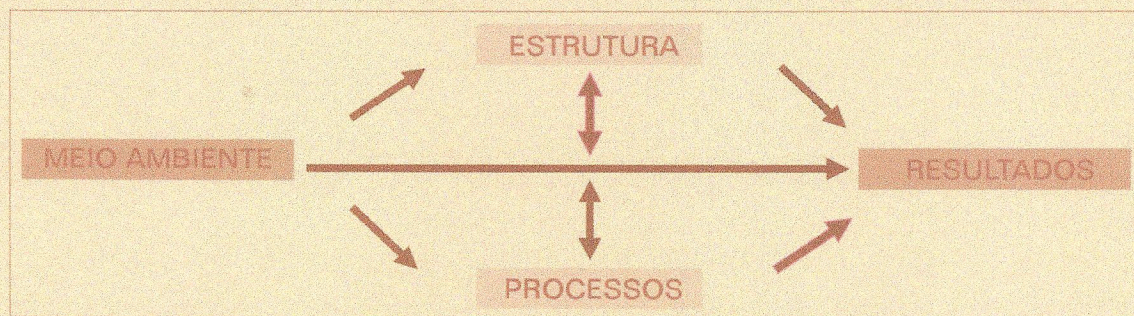 ESTRUTURA
MEIO AMBIENTE
RESULTADOS
PROCESSOS